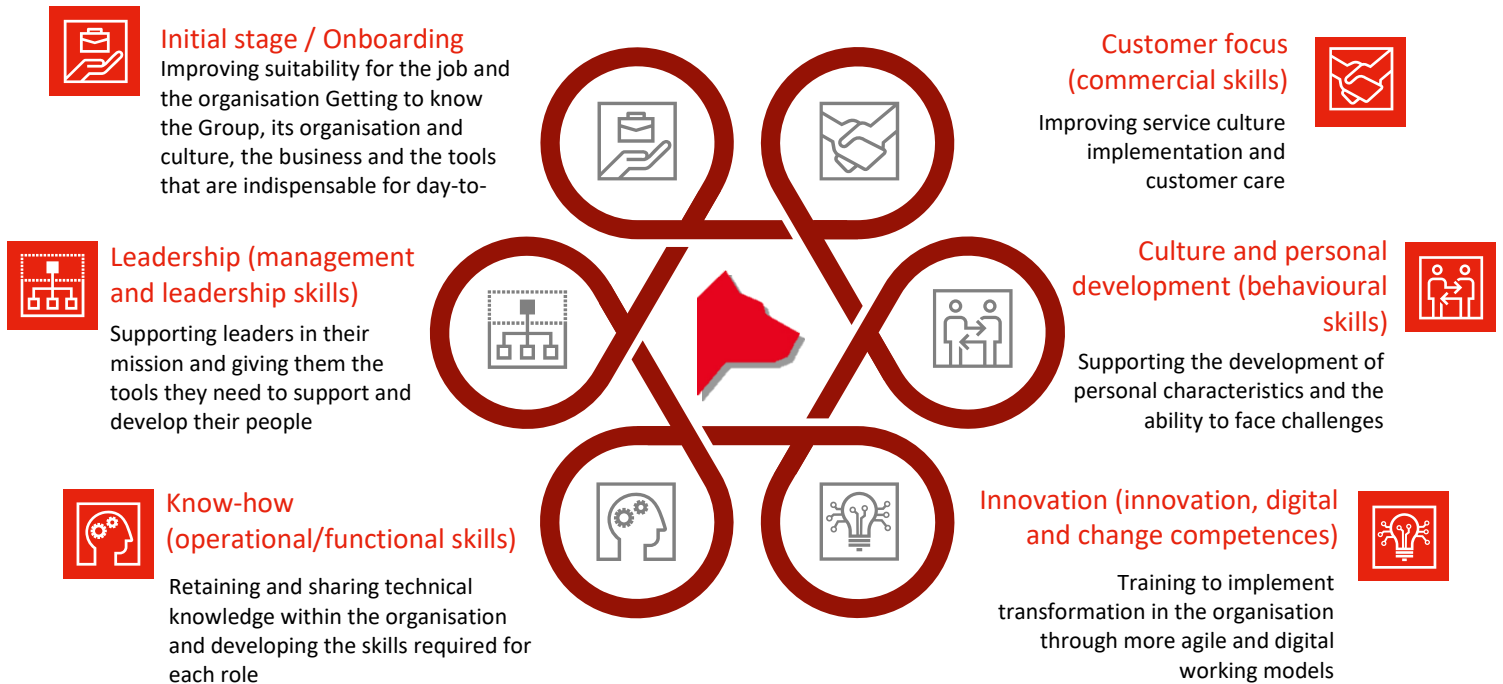 Initial stage / Onboarding
Improving suitability for the job and
the organisation Getting to know
the Group, its organisation and
culture, the business and the tools
that are indispensable for day-to-
Leadership (management
and leadership skills)
Supporting leaders in their
mission and giving them the
tools they need to support and
develop their people
Know-how
(operational/functional skills)
Retaining and sharing technical
knowledge within the organisation
and developing the skills required for
each role
Customer focus
(commercial skills)
Improving service culture
implementation and
customer care
Culture and personal
development (behavioural
skills)
Supporting the development of
personal characteristics and the
ability to face challenges
Innovation (innovation, digital
and change competences)
Training to implement
transformation in the organisation
through more agile and digital
working models